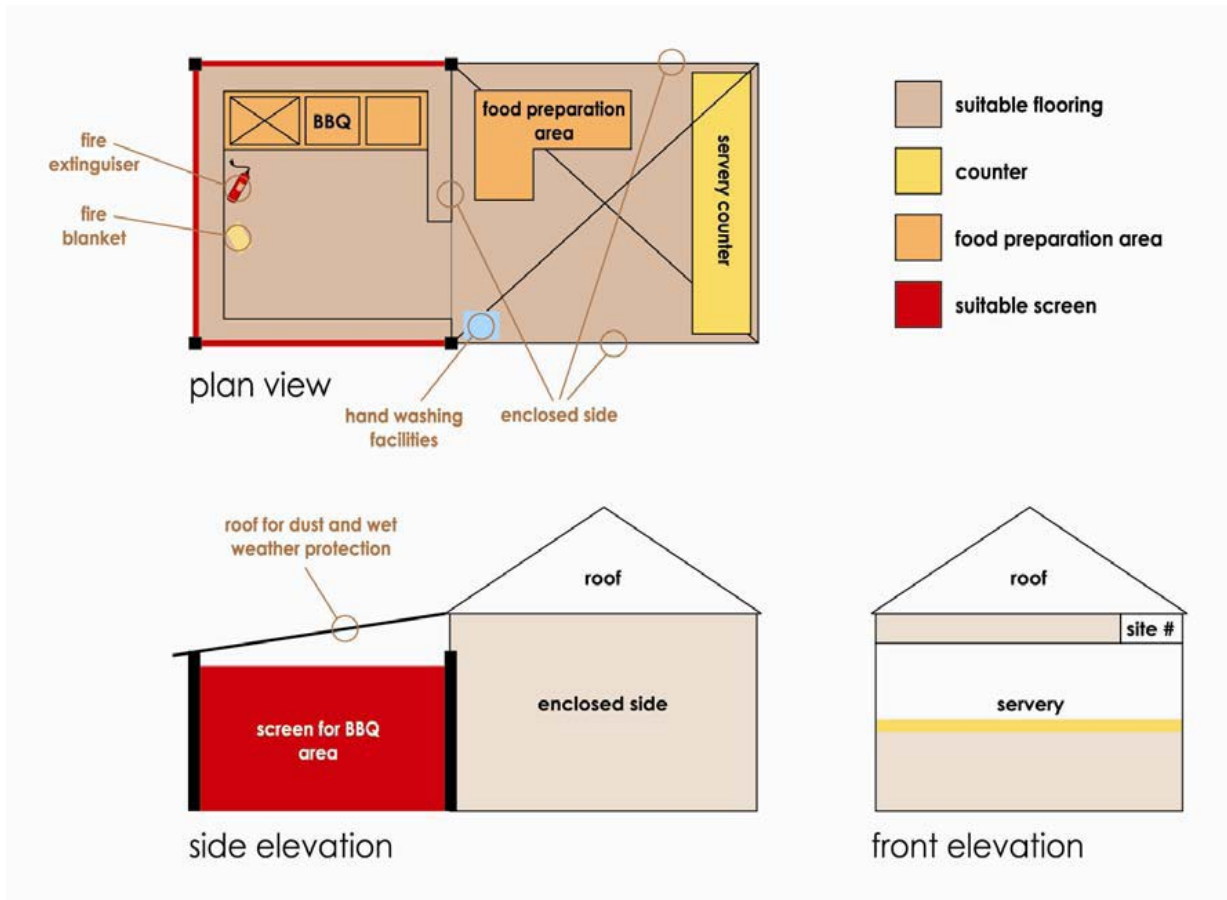 fire
extinguiser
fire
blanket
BBQ
food preparation
area
servery counter
plan view
hand washing
facilities
enclosed side
suitable flooring
counter
food preparation area
suitable screen
roof for dust and wet
weather protection
roof
screen for BBQ
area
enclosed side
side elevation
roof
site #
servery
front elevation